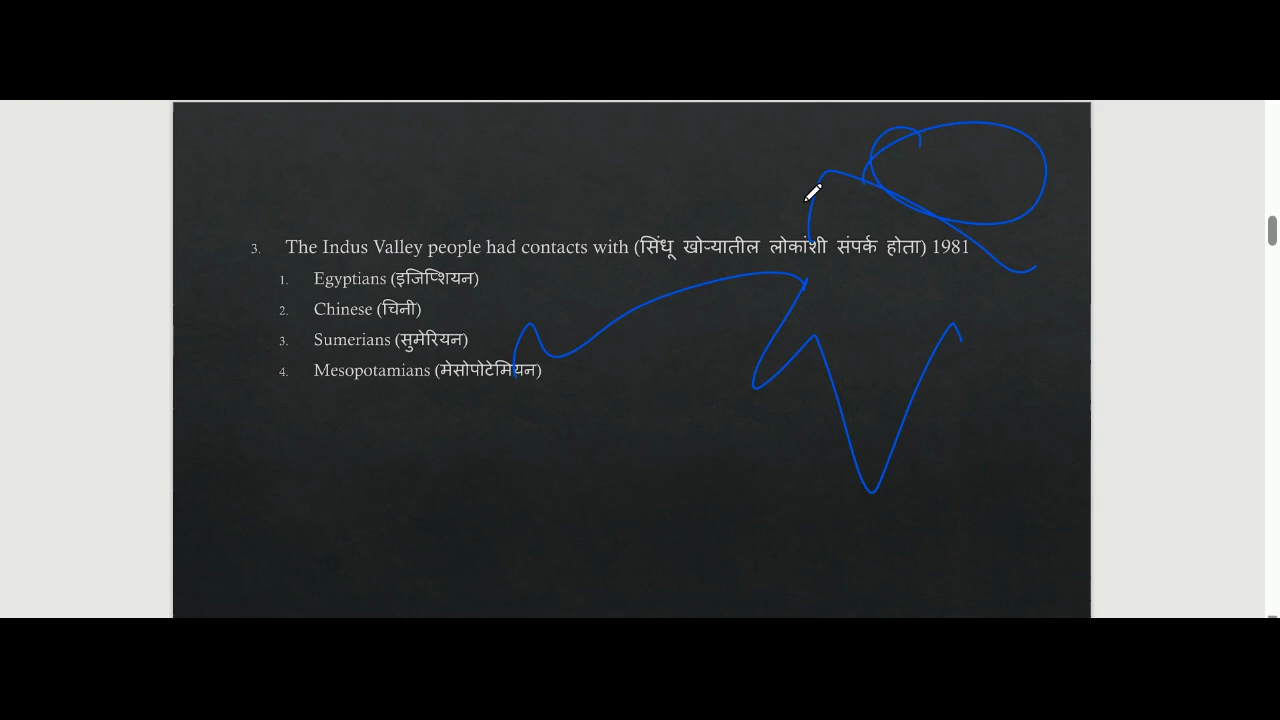 3. The Indus Valley people had contacts with (सिंधू खोऱ्यातील लोकांशी संपर्क होता) 1981
1. Egyptians (इजिप्शियन)
2. Chinese (चिनी)
3. Sumerians (सुमेरियन)
4. Mesopotamians (मेसोपोटेमियन)